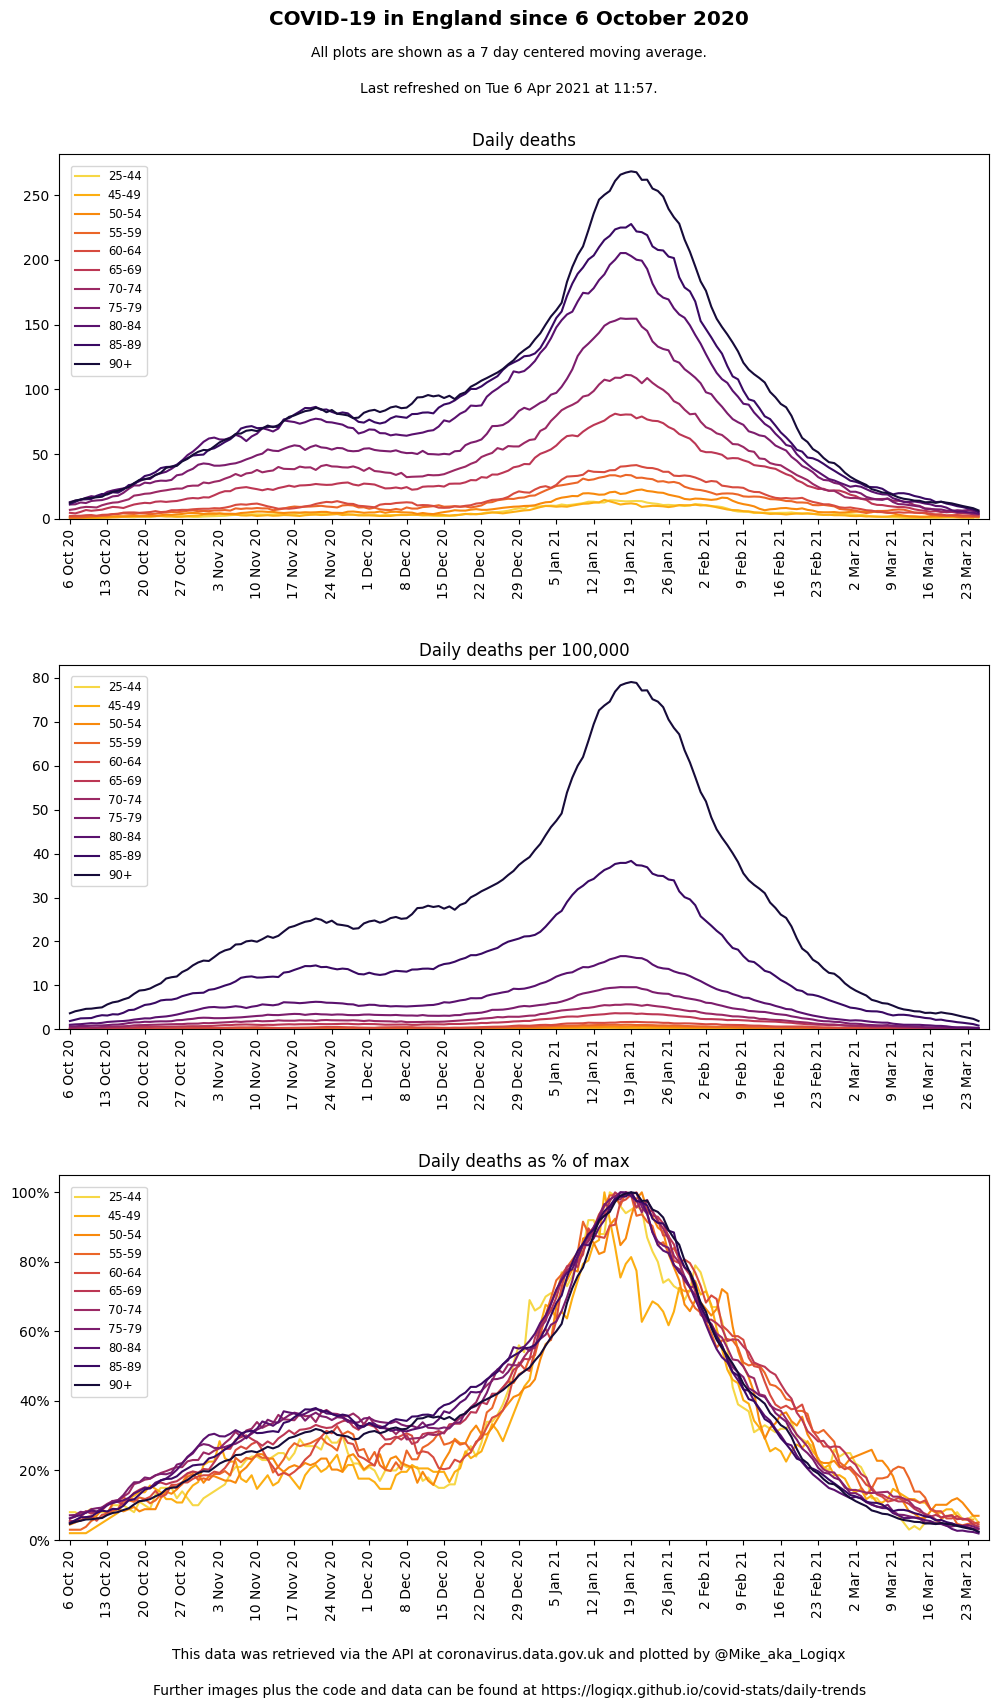 COVID-19 in England since 6 October 2020
All plots are shown as a 7 day centered moving average.
Last refreshed on Tue 6 Apr 2021 at 11:57.
Daily deaths
25-44
45-49
50-54
55-59
60-64
65-69
70-74
75-79
80-84
85-89
90+
250
200
150
100
50
0
6 Oct 20
13 Oct 20
20 Oct 20
27 Oct 20
3 Nov 20
10 Nov 20
17 Nov 20
24 Nov 20
1 Dec 20
8 Dec 20
15 Dec 20
22 Dec 20
29 Dec 20
5 Jan 21
12 Jan 21
19 Jan 21
26 Jan 21
2 Feb 21
9 Feb 21
16 Feb 21
23 Feb 21
2 Mar 21
9 Mar 21
16 Mar 21
23 Mar 21
Daily deaths per 100,000
25-44
45-49
50-54
55-59
60-64
65-69
70-74
75-79
80-84
85-89
90+
80
70
60
50
40
30
20
10
0
6 Oct 20
13 Oct 20
20 Oct 20
27 Oct 20
3 Nov 20
10 Nov 20
17 Nov 20
24 Nov 20
1 Dec 20
8 Dec 20
15 Dec 20
22 Dec 20
29 Dec 20
5 Jan 21
12 Jan 21
19 Jan 21
26 Jan 21
2 Feb 21
9 Feb 21
16 Feb 21
23 Feb 21
2 Mar 21
9 Mar 21
16 Mar 21
23 Mar 21
Daily deaths as % of max
25-44
45-49
50-54
55-59
60-64
65-69
70-74
75-79
80-84
85-89
90+
100%
80%
60%
40%
20%
0%
6 Oct 20
13 Oct 20
20 Oct 20
27 Oct 20
3 Nov 20
10 Nov 20
17 Nov 20
24 Nov 20
1 Dec 20
8 Dec 20
15 Dec 20
22 Dec 20
29 Dec 20
5 Jan 21
12 Jan 21
19 Jan 21
26 Jan 21
2 Feb 21
9 Feb 21
16 Feb 21
23 Feb 21
2 Mar 21
9 Mar 21
16 Mar 21
23 Mar 21
This data was retrieved via the API at coronavirus.data.gov.uk and plotted by @Mike_aka_Logiqx
Further images plus the code and data can be found at https://logiqx.github.io/covid-stats/daily-trends